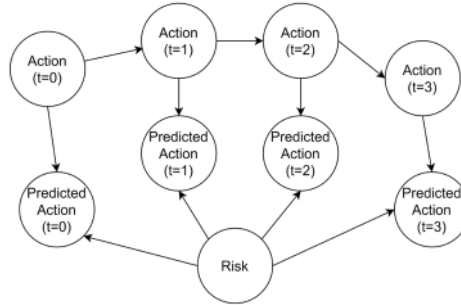 Action
(t=0)
Action
(t=1)
Action
(t=2)
Action
(t=3)
Predicted
Action
(t=0)
Predicted
Action
(t=1)
Predicted
Action
(t=2)
Predicted
Action
(t=3)
Risk